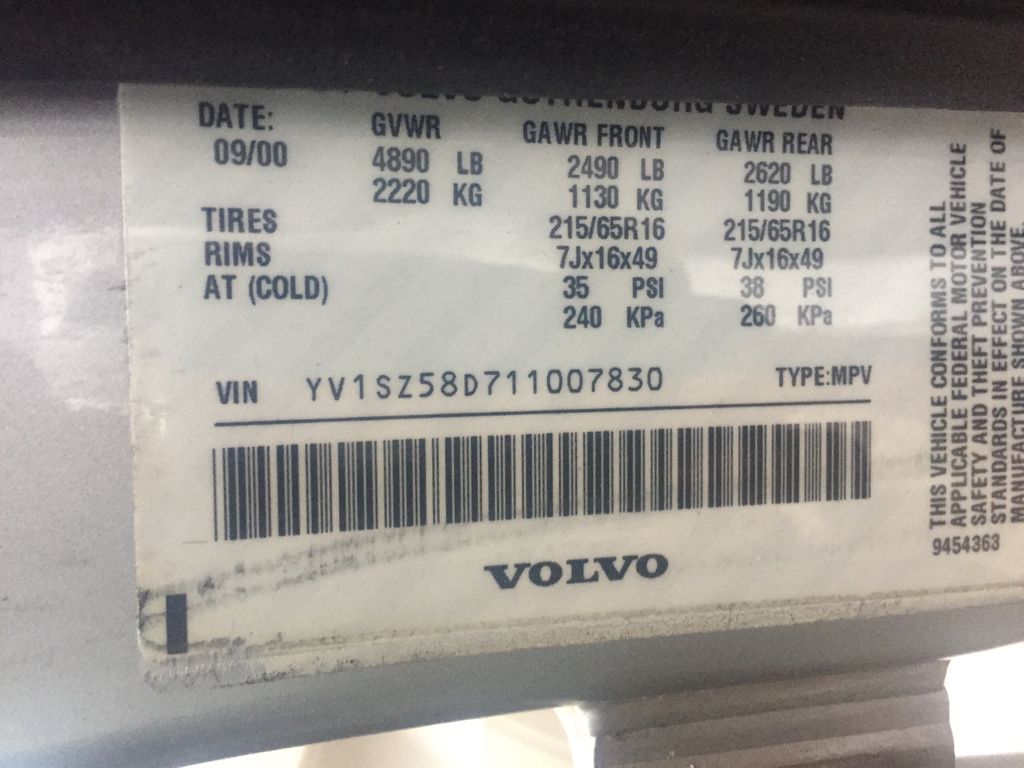 VOLVO GOTHENBURG SWEDEN
DATE: GVWR GAWR FRONT GAWR REAR
09/00 4890 LB 2490 LB 2620 LB
2220 KG 1130 KG 1190 KG
TIRES 215/65R16 215/65R16
RIMS 7Jx16x49 7Jx16x49
AT (COLD) 35 PSI 38 PSI
240 KPa 260 KPa
VIN YV1SZ58D711007830 TYPE:MPV
VOLVO
THIS VEHICLE CONFORMS TO ALL
APPLICABLE FEDERAL MOTOR VEHICLE
SAFETY AND THEFT PREVENTION
STANDARDS IN EFFECT ON THE DATE OF
MANUFACTURE SHOWN ABOVE.
9454363